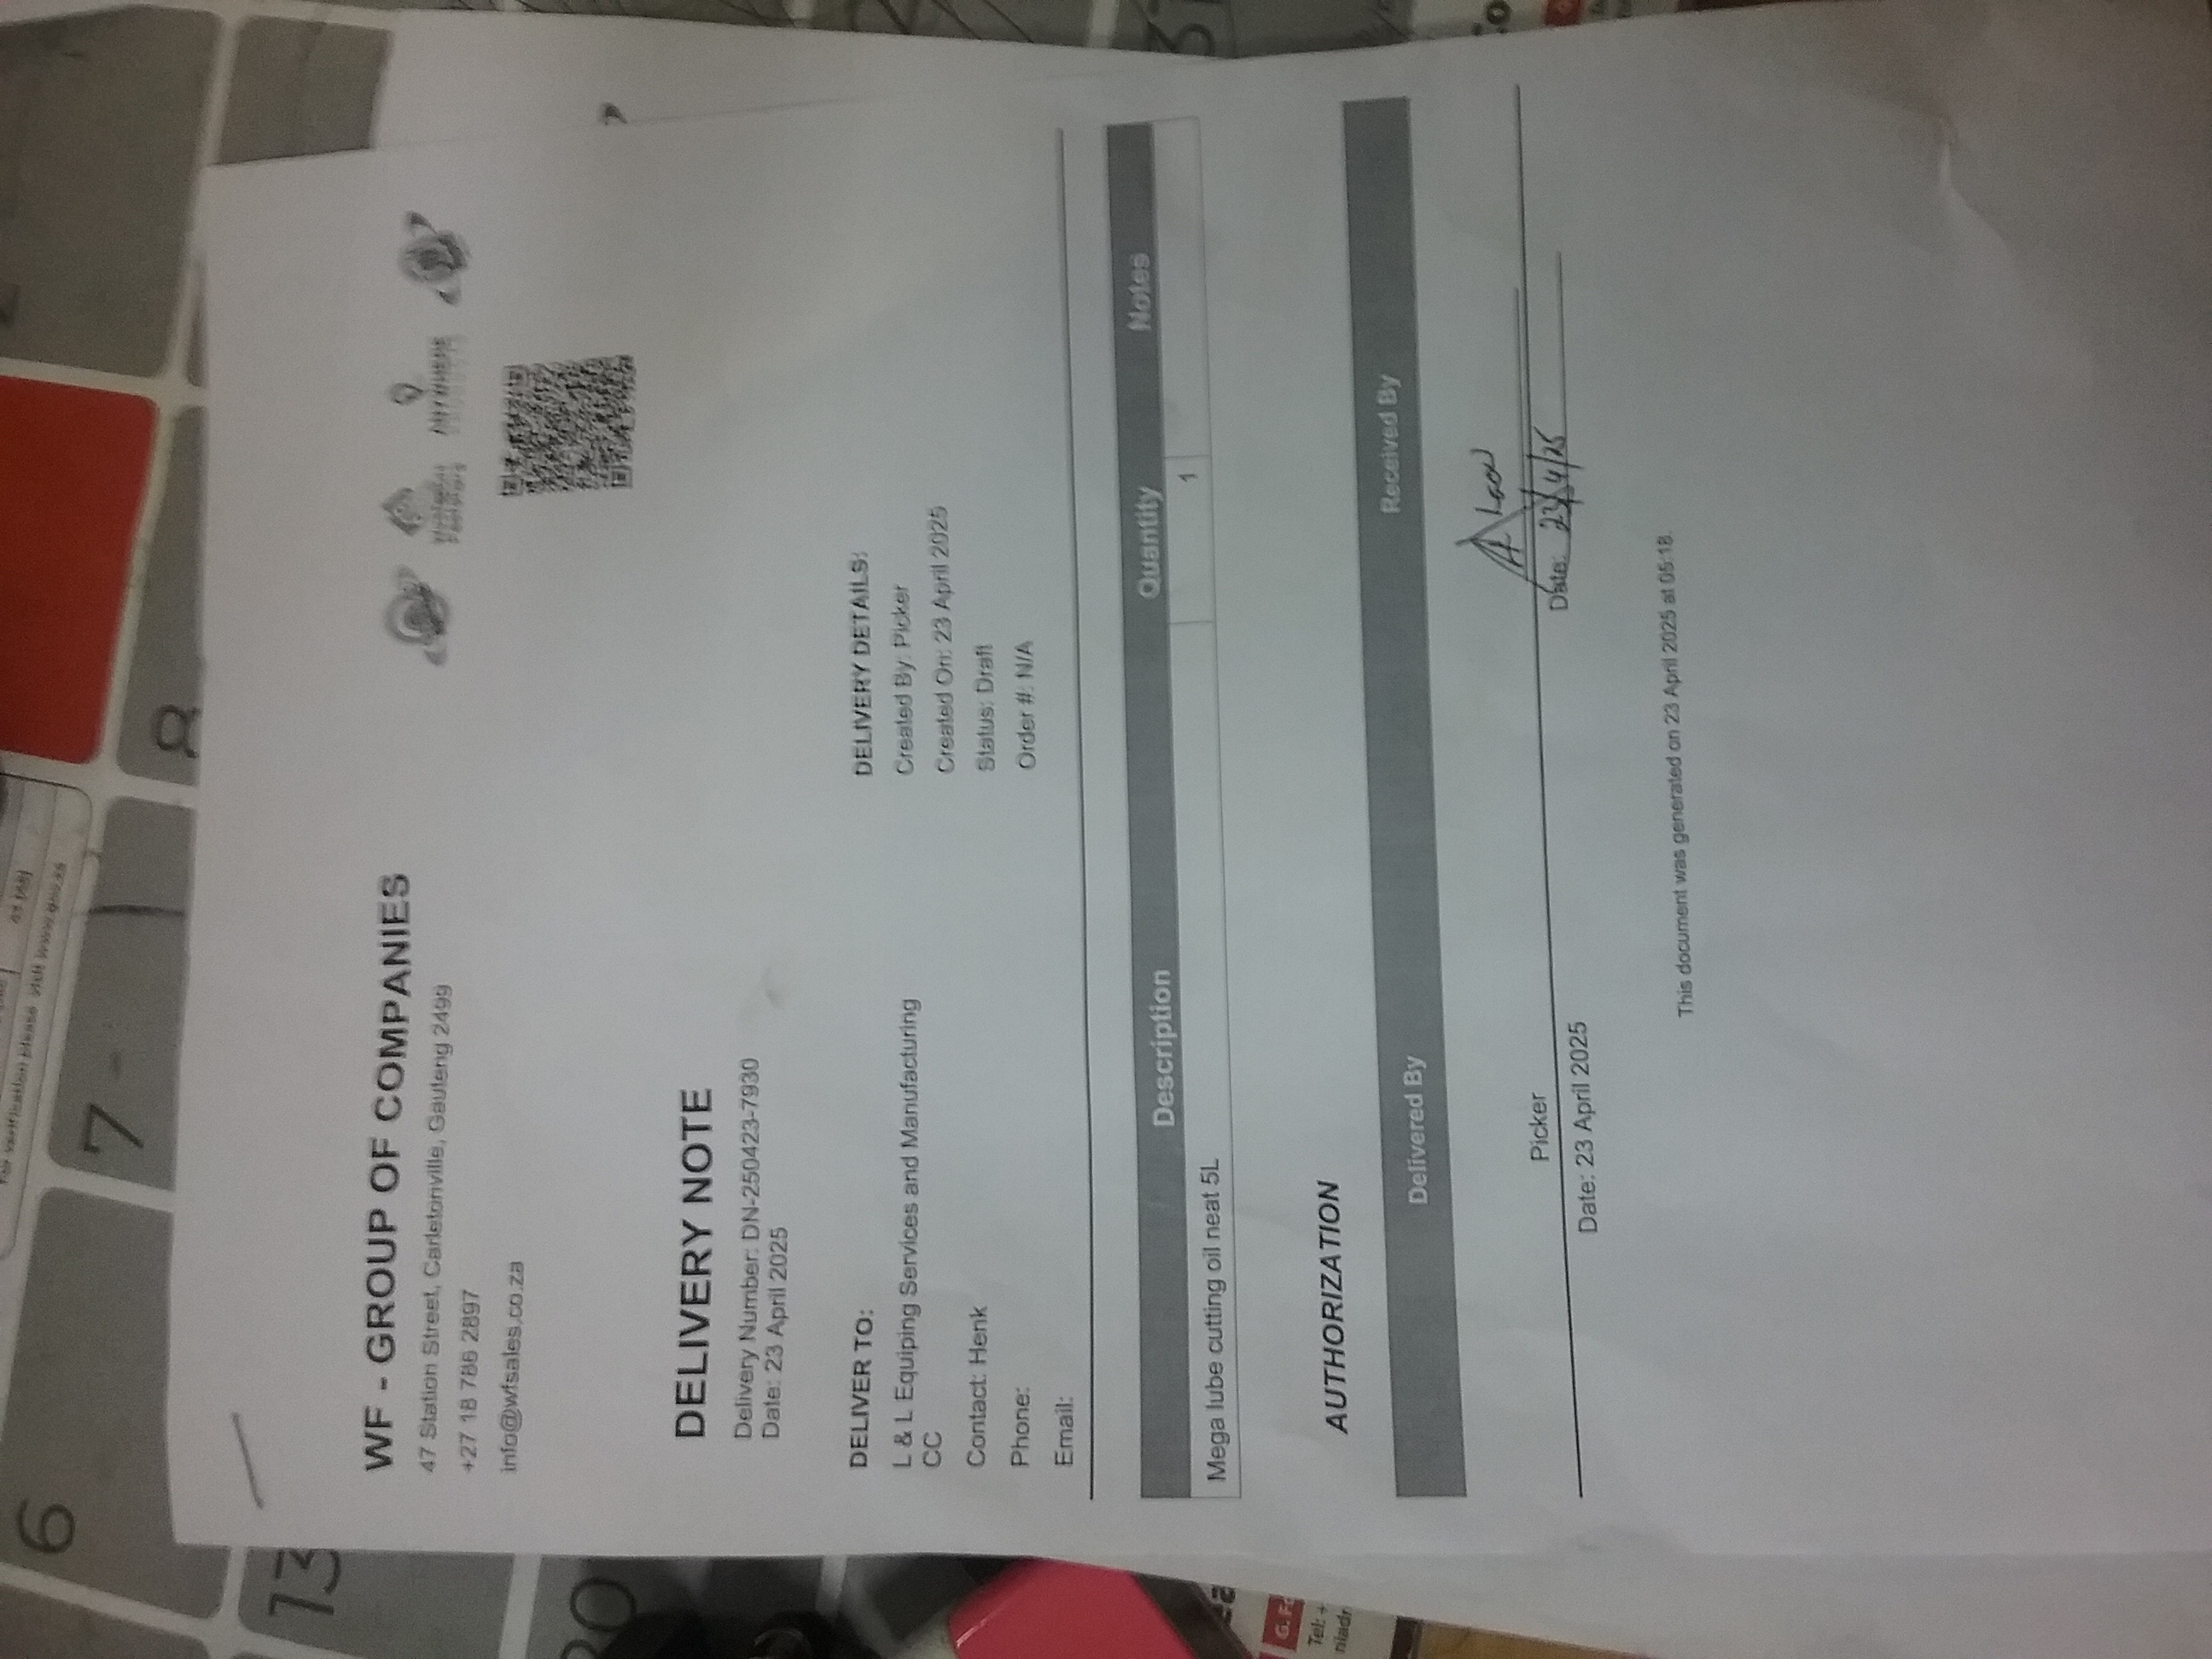 6
7
8
13
For verification please visit
WF - GROUP OF COMPANIES
47 Station Street, Carletonville, Gauteng 2499
+27 18 786 2897
info@wfsales.co.za
ANYWHERE
DELIVERY NOTE
Delivery Number: DN-250423-7930
Date: 23 April 2025
DELIVER TO:
L & L Equiping Services and Manufacturing
CC
Contact: Henk
Phone:
Email:
DELIVERY DETAILS:
Created By: Picker
Created On: 23 April 2025
Status: Draft
Order #: N/A
Description Quantity Notes
Mega lube cutting oil neat 5L 1
AUTHORIZATION
Delivered By Received By
Picker
Date: 23 April 2025
Date: 23/4/25
This document was generated on 23 April 2025 at 05:18.
G. Fo
Tel: +
niadr